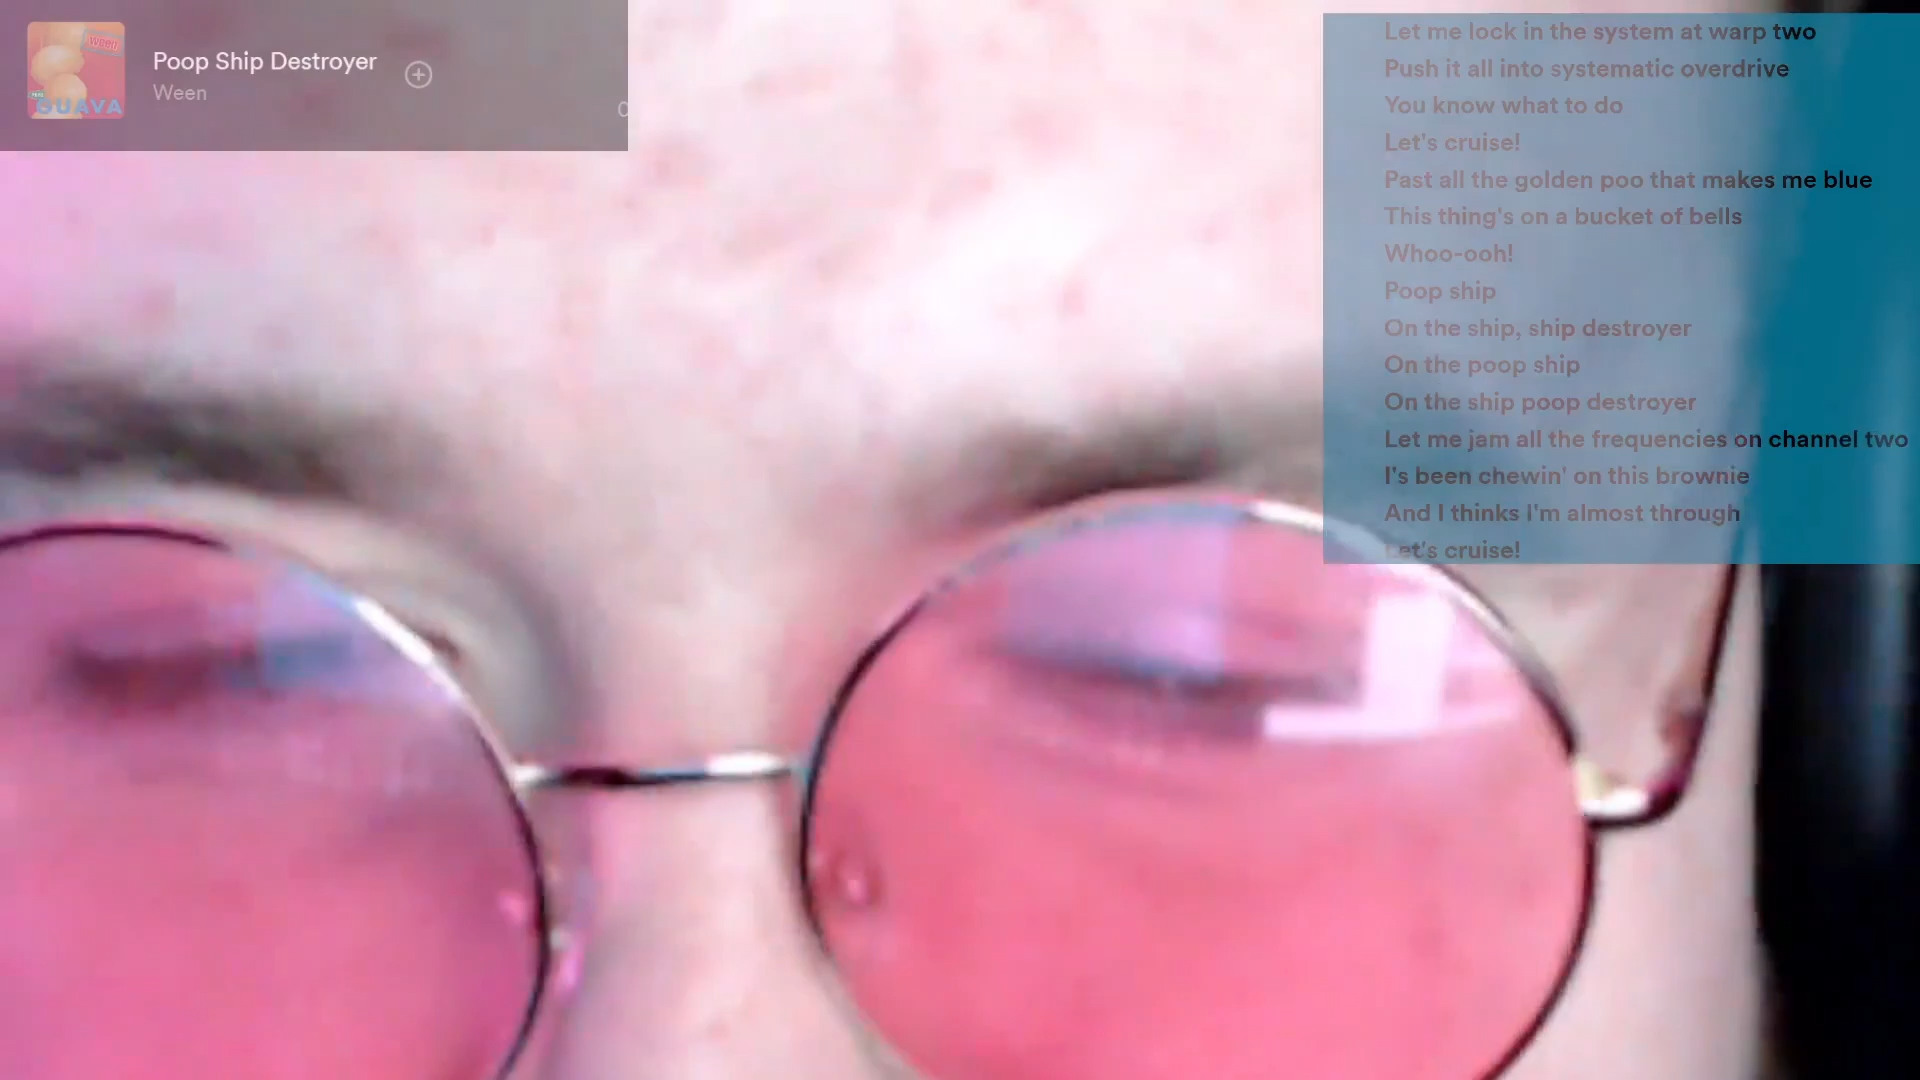 ween
GUAVA
Poop Ship Destroyer
Ween
Let me lock in the system at warp two
Push it all into systematic overdrive
You know what to do
Let's cruise!
Past all the golden poo that makes me blue
This thing's on a bucket of bells
Whoo-ooh!
Poop ship
On the ship, ship destroyer
On the poop ship
On the ship poop destroyer
Let me jam all the frequencies on channel two
I's been chewin' on this brownie
And I thinks I'm almost through
Let's cruise!